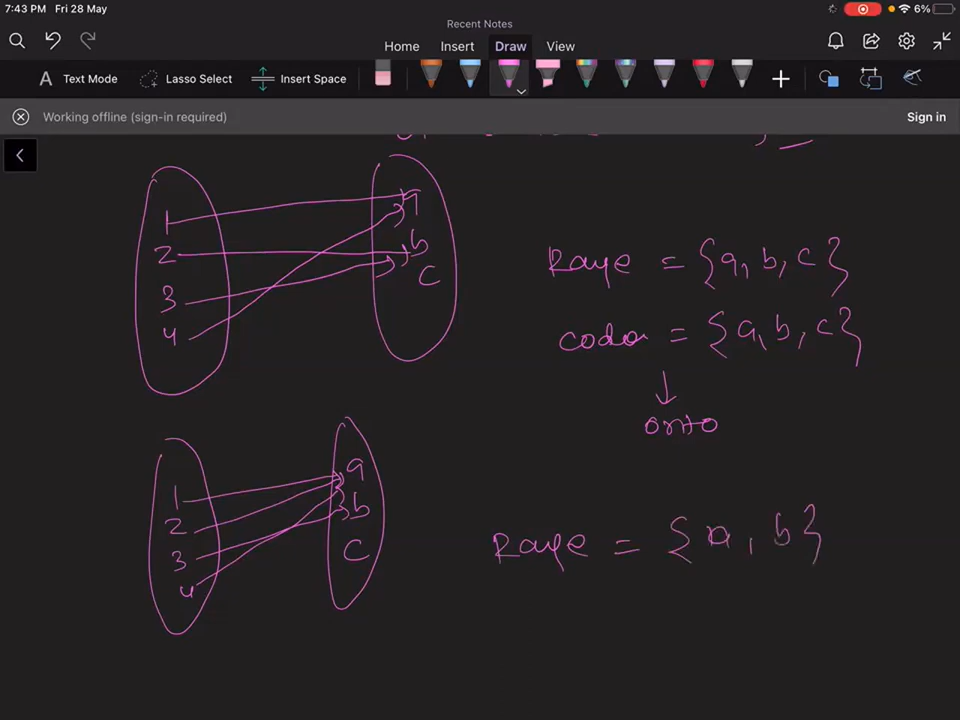 7:43 PM Fri 28 May
6%
Recent Notes
Home Insert Draw View
A Text Mode Lasso Select Insert Space
Working offline (sign-in required) Sign in
1
2
3
4
a
b
c
Range = {a, b, c}
coda = {a, b, c}
onto
1
2
3
4
a
b
c
Range = {a, b}